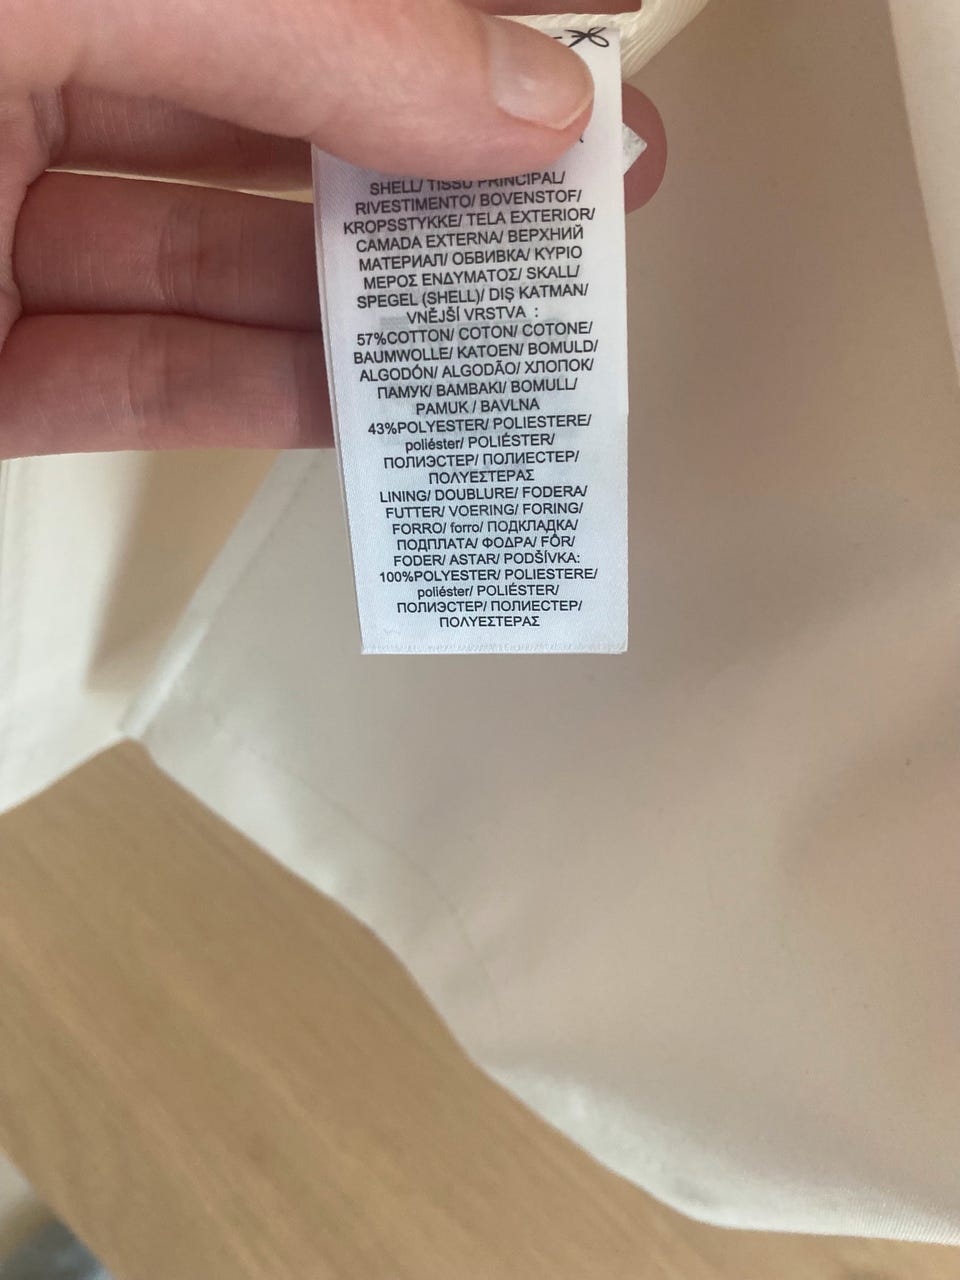 SHELL/ TISSU PRINCIPAL/
RIVESTIMENTO/ BOVENSTOF/
KROPSSTYKKE/ TELA EXTERIOR/
CAMADA EXTERNA/ ВЕРХНИЙ
МАТЕРИАЛ/ ОБВИВКА/ ΚΥΡΙΟ
ΜΕΡΟΣ ΕΝΔΥΜΑΤΟΣ/ SKALL/
SPEGEL (SHELL)/ DIŞ KATMAN/
VNĚJŠÍ VRSTVA :
57%COTTON/ COTON/ COTONE/
BAUMWOLLE/ KATOEN/ BOMULD/
ALGODÓN/ ALGODÃO/ ХЛОПОК/
ПАМУК/ ΒΑΜΒΑΚΙ/ BOMULL/
PAMUK / BAVLNA
43%POLYESTER/ POLIESTERE/
poliéster/ POLIÉSTER/
ПОЛИЭСТЕР/ ПОЛИЕСТЕР/
ΠΟΛΥΕΣΤΕΡΑΣ
LINING/ DOUBLURE/ FODERA/
FUTTER/ VOERING/ FORING/
FORRO/ forro/ ПОДКЛАДКА/
ПОДПЛАТА/ ΦΟΔΡΑ/ FÔR/
FODER/ ASTAR/ PODŠÍVKA:
100%POLYESTER/ POLIESTERE/
poliéster/ POLIÉSTER/
ПОЛИЭСТЕР/ ПОЛИЕСТЕР/
ΠΟΛΥΕΣΤΕΡΑΣ